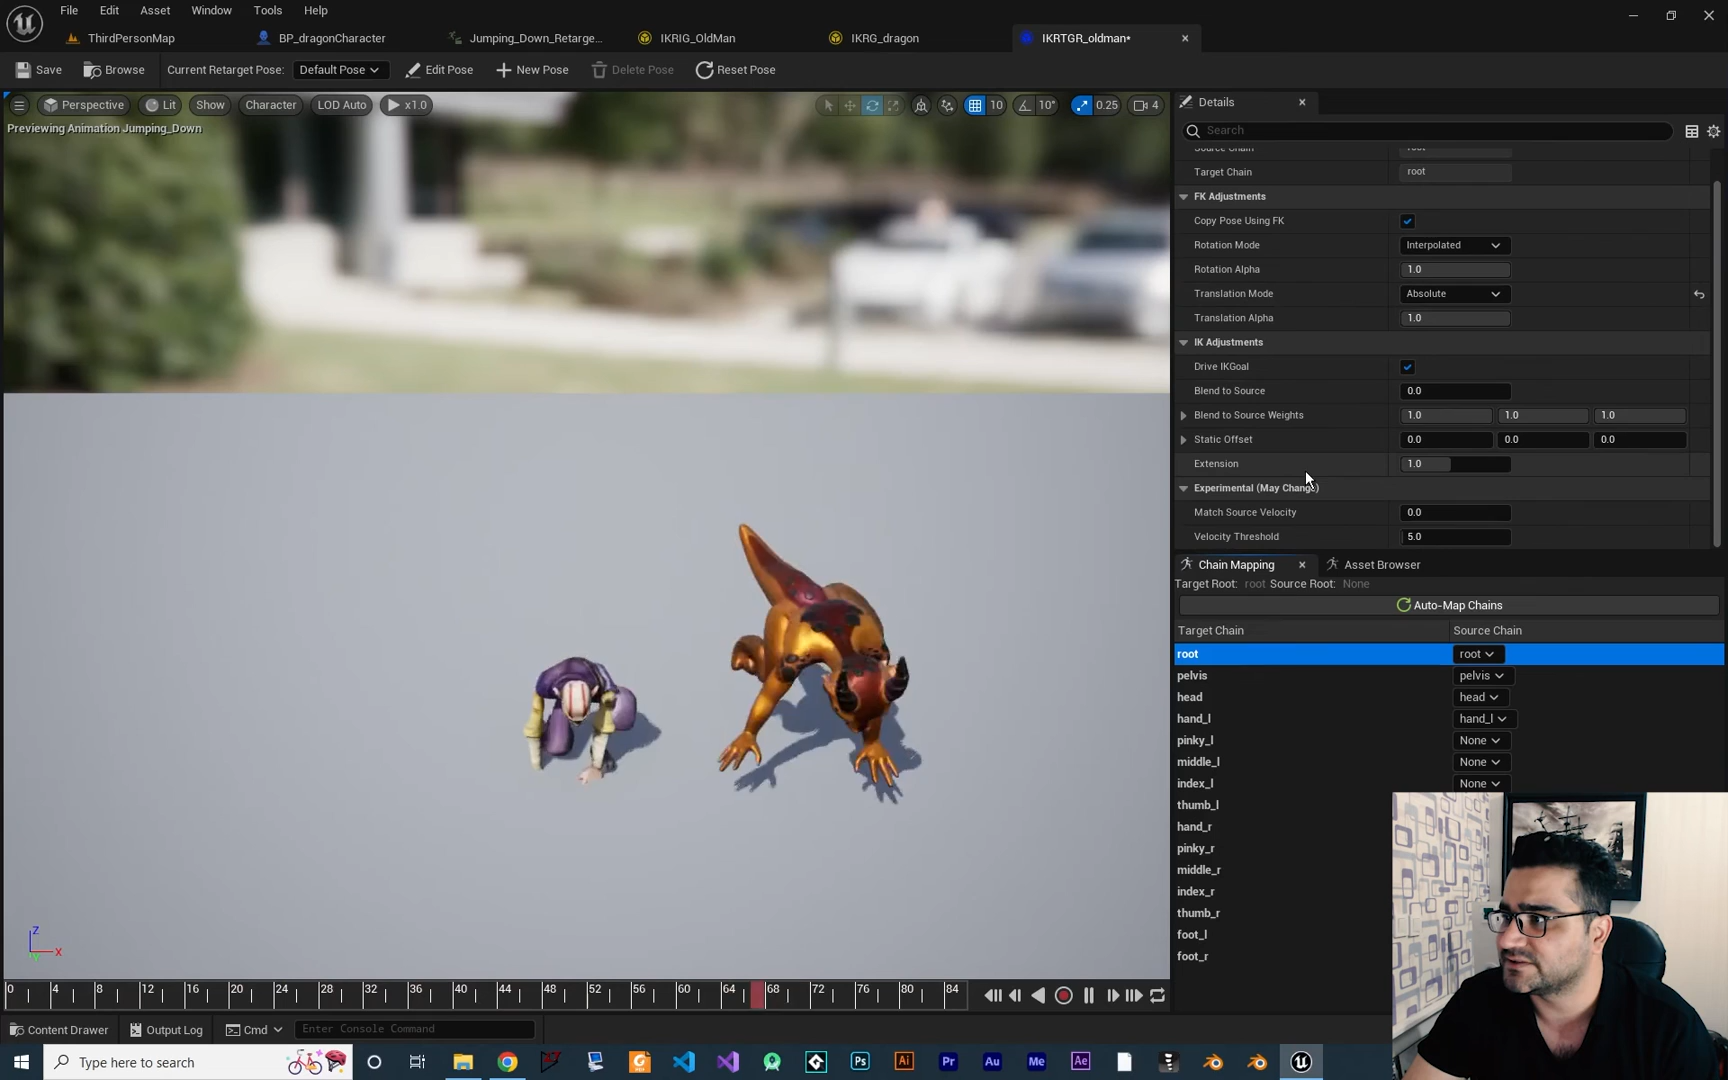 File Edit Asset Window Tools Help
ThirdPersonMap BP_dragonCharacter Jumping_Down_Retarge... IKRIG_OldMan IKRG_dragon IKRTGR_oldman•
Save Browse Current Retarget Pose: Default Pose Edit Pose New Pose Delete Pose Reset Pose
Perspective Lit Show Character LOD Auto x1.0 10 10° 0.25 4
Previewing Animation Jumping_Down
Details
Search
Source Chain root
Target Chain root
FK Adjustments
Copy Pose Using FK
Rotation Mode Interpolated
Rotation Alpha 1.0
Translation Mode Absolute
Translation Alpha 1.0
IK Adjustments
Drive IKGoal
Blend to Source 0.0
Blend to Source Weights 1.0 1.0 1.0
Static Offset 0.0 0.0 0.0
Extension 1.0
Experimental (May Change)
Match Source Velocity 0.0
Velocity Threshold 5.0
Chain Mapping Asset Browser
Target Root: root Source Root: None
Auto-Map Chains
Target Chain Source Chain
root root
pelvis pelvis
head head
hand_l hand_l
pinky_l None
middle_l None
index_l None
thumb_l
hand_r
pinky_r
middle_r
index_r
thumb_r
foot_l
foot_r
Z
X
Y
0 4 8 12 16 20 24 28 32 36 40 44 48 52 56 60 64 68 72 76 80 84
Content Drawer Output Log Cmd Enter Console Command
Type here to search
Ps Ai Pr Au Me Ae